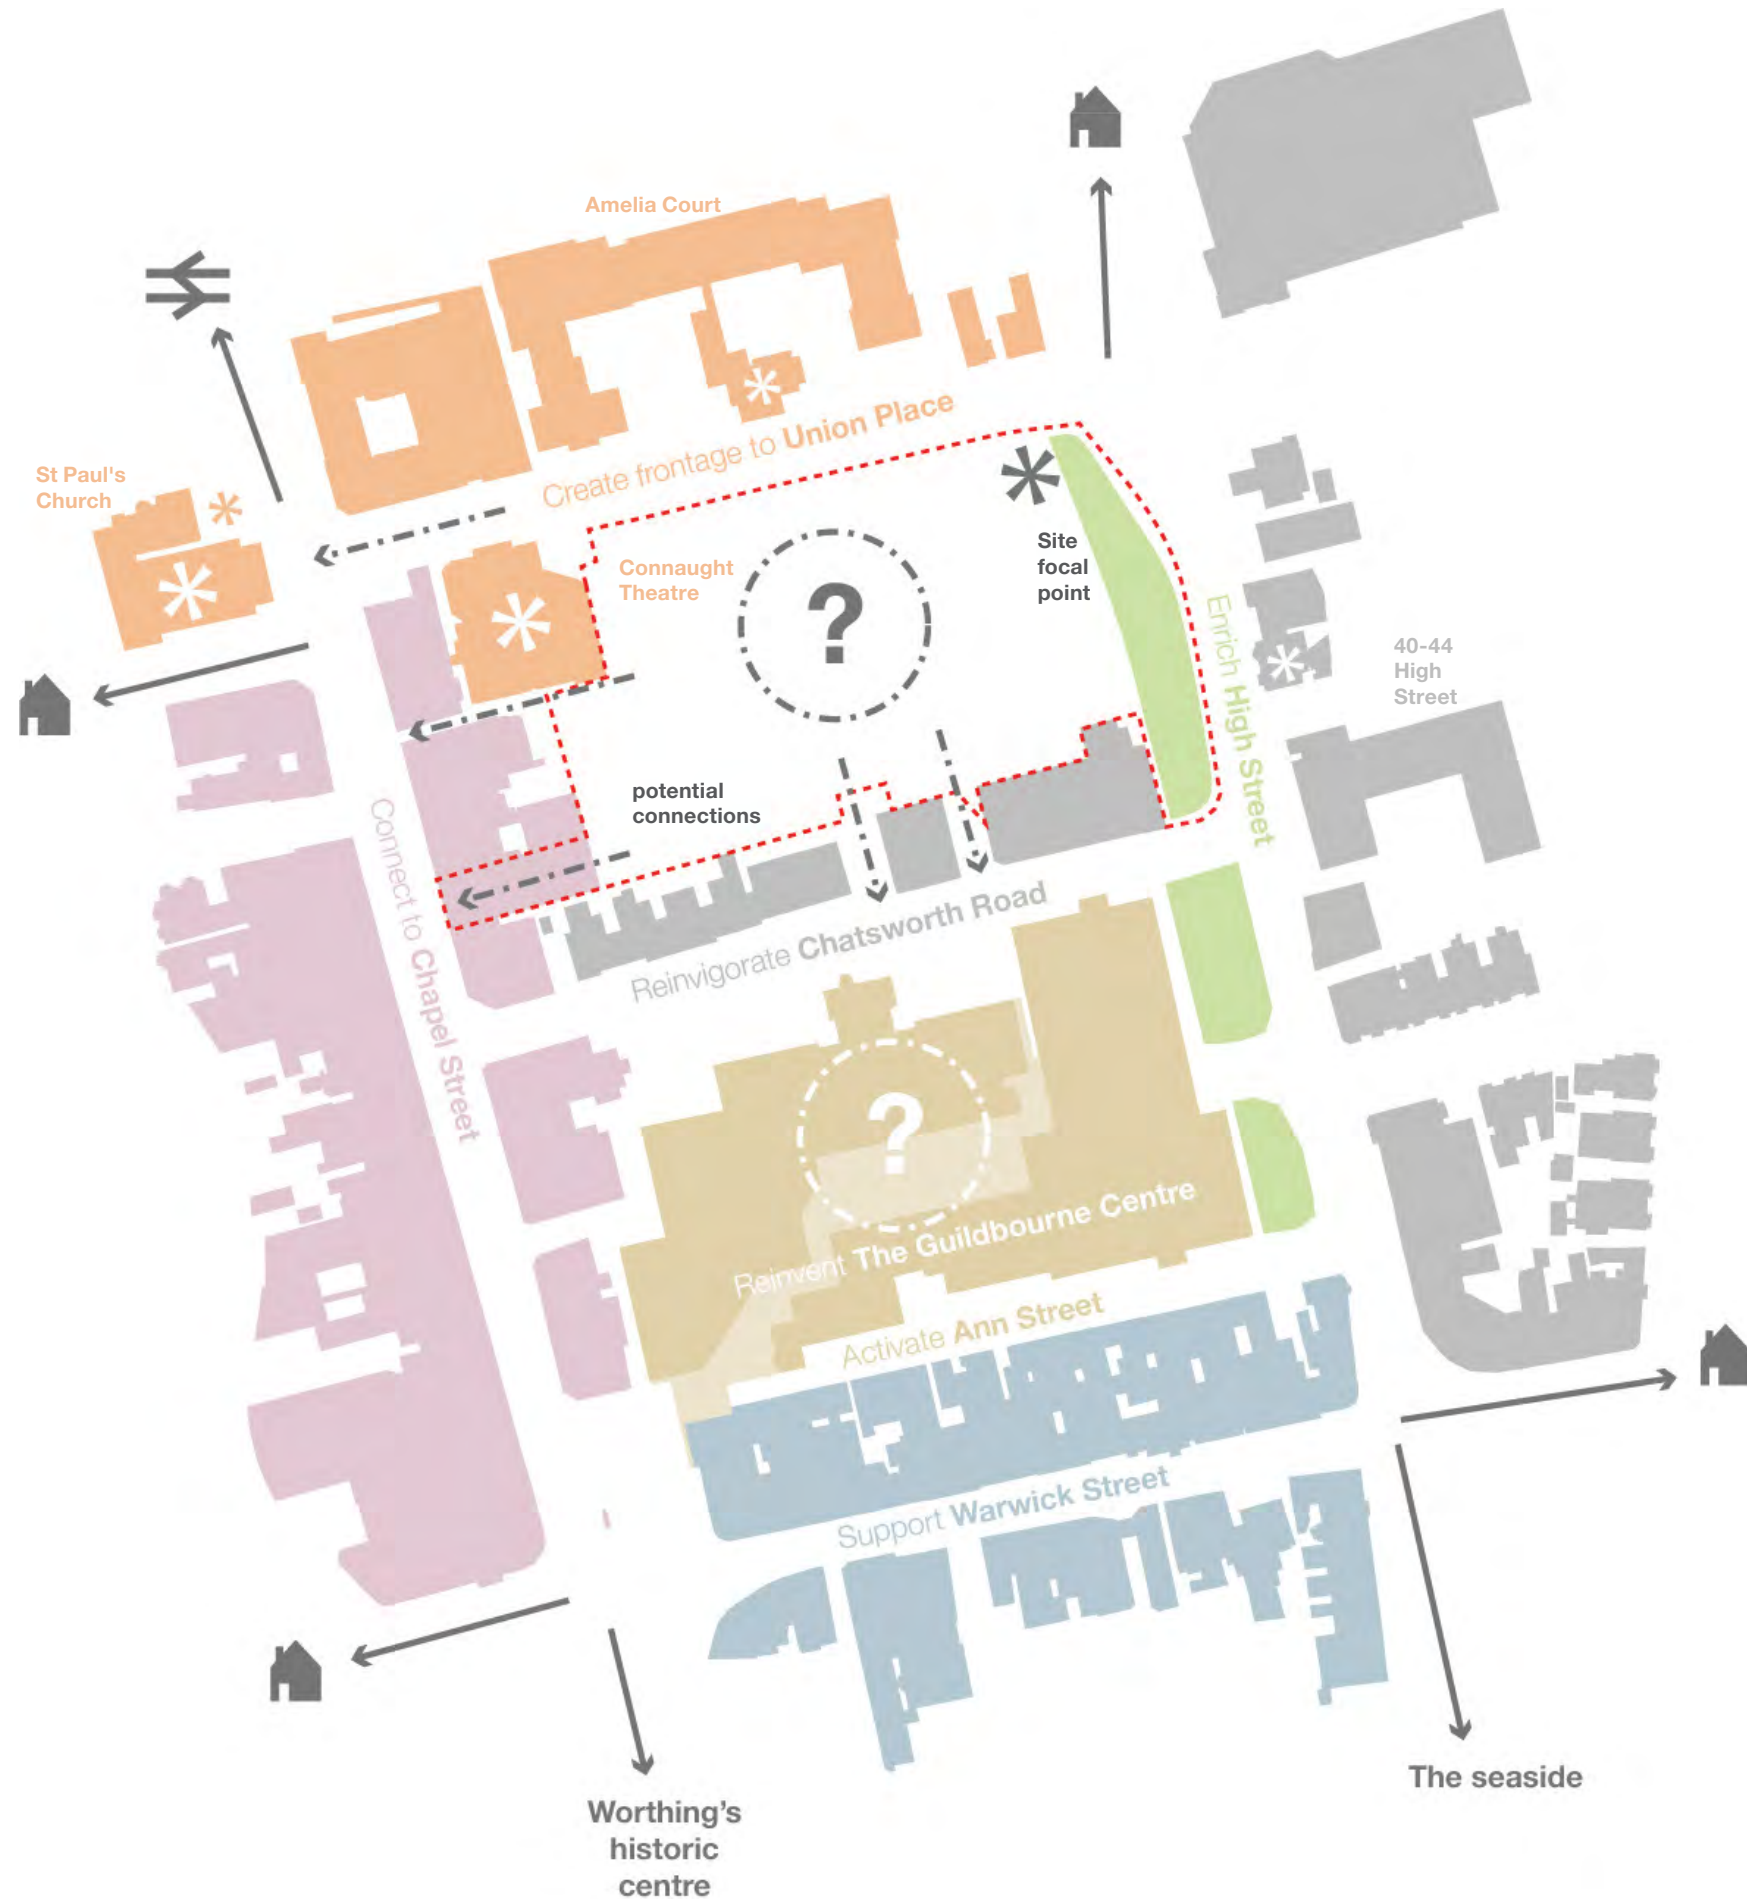 Amelia Court
Create frontage to Union Place
St Paul's
Church
Connaught
Theatre
?
Site
focal
point
Enrich High Street
40-44
High
Street
potential
connections
Connect to Chapel Street
Reinvigorate Chatsworth Road
?
Reinvent The Guildbourne Centre
Activate Ann Street
Support Warwick Street
The seaside
Worthing’s
historic
centre